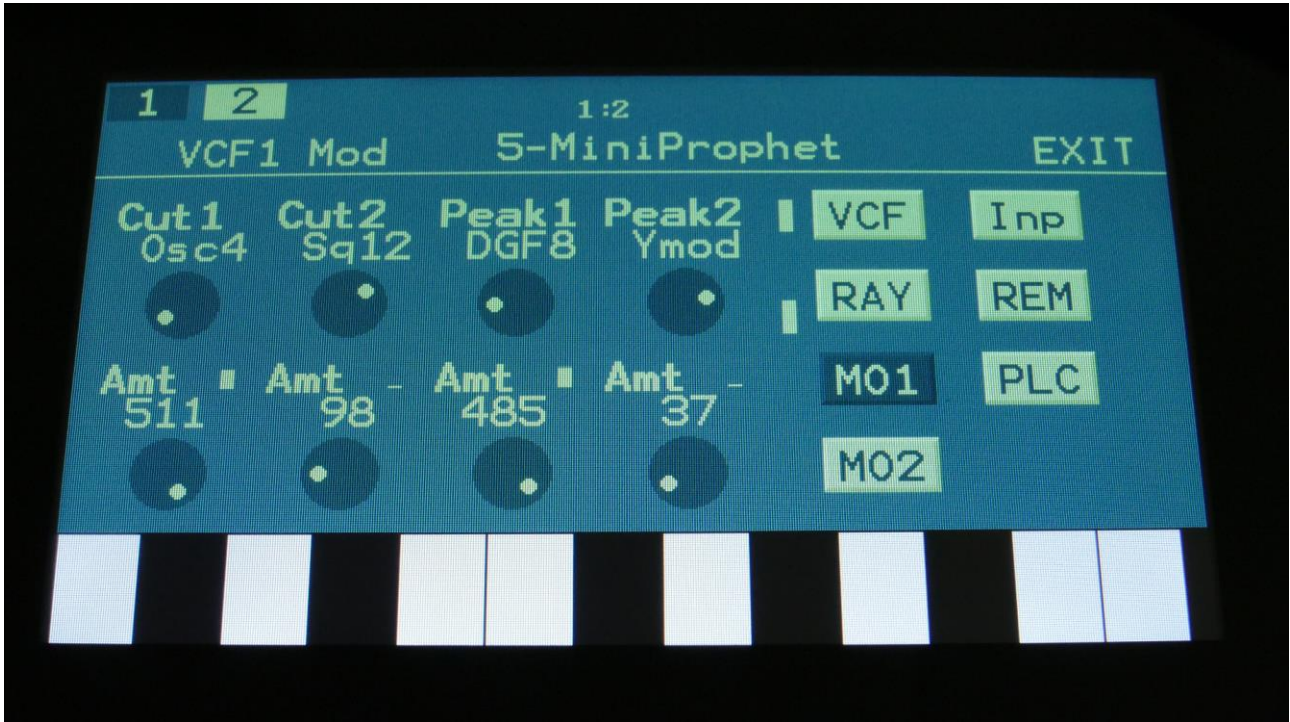 1 2 1:2
VCF1 Mod 5-MiniProphet EXIT
Cut1 Cut2 Peak1 Peak2 VCF Inp
Osc4 Sq12 DGF8 Ymod
RAY REM
Amt Amt Amt Amt MO1 PLC
511 98 485 37
MO2